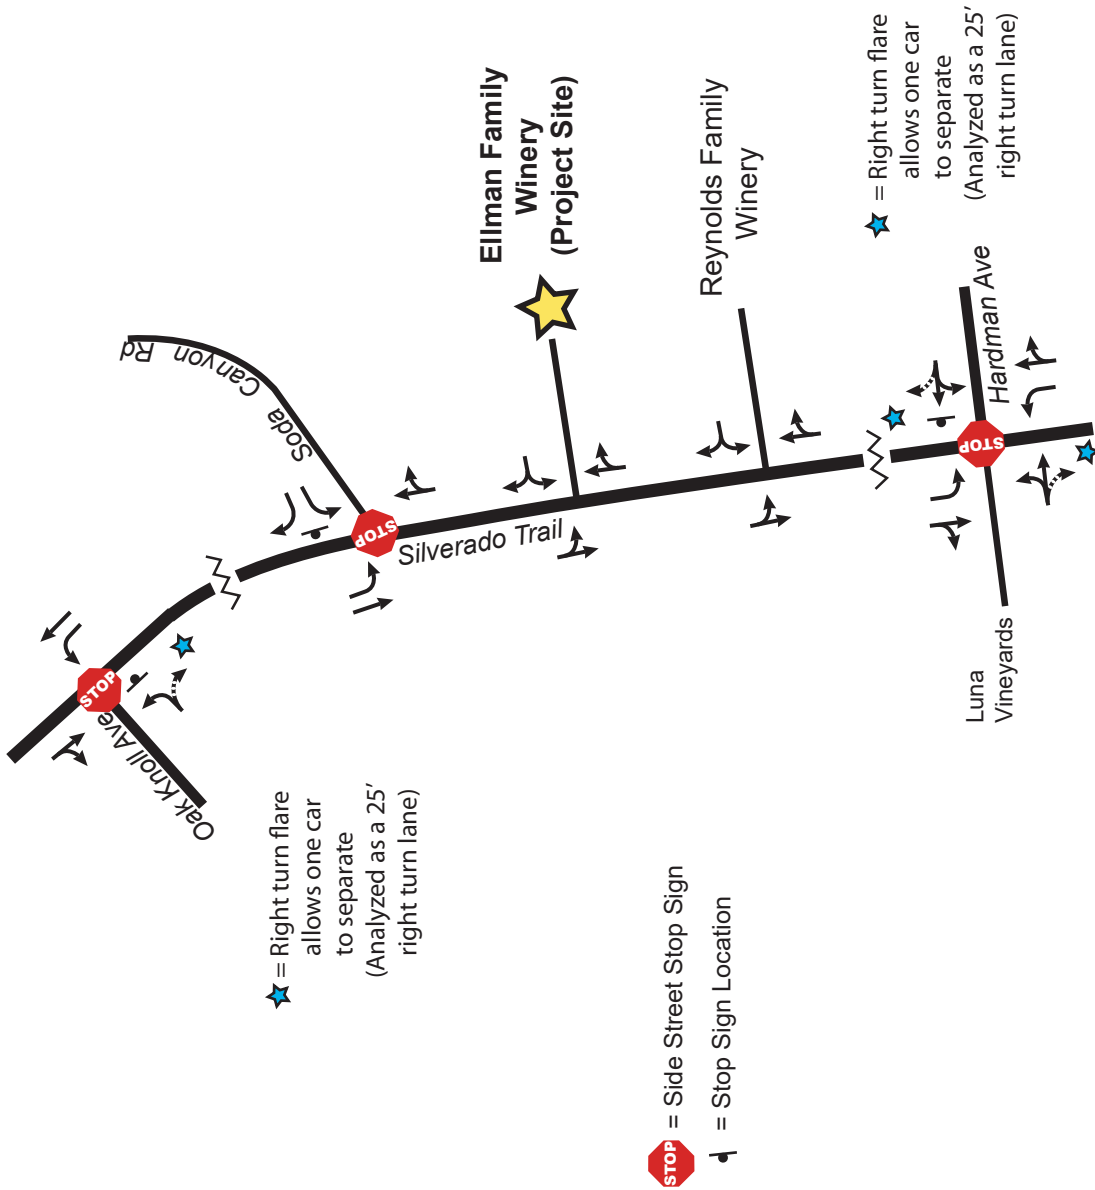 Oak Knoll Ave
STOP
= Right turn flare
allows one car
to separate
(Analyzed as a 25’
right turn lane)
Soda Canyon Rd
STOP
Silverado Trail
Ellman Family
Winery
(Project Site)
Reynolds Family
Winery
= Right turn flare
allows one car
to separate
(Analyzed as a 25’
right turn lane)
Hardman Ave
STOP
Luna
Vineyards
STOP = Side Street Stop Sign
= Stop Sign Location